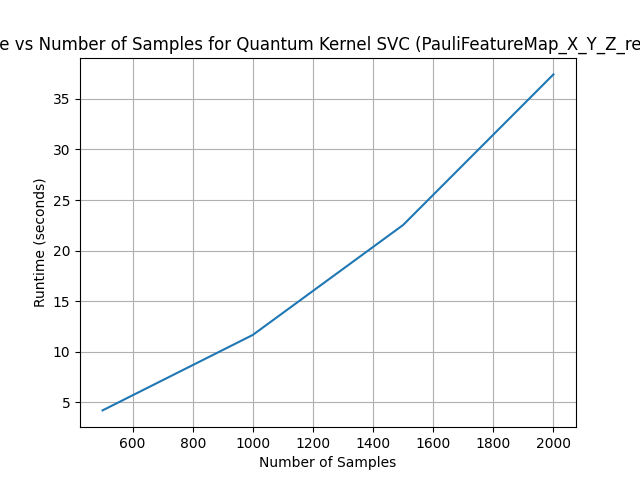 e vs Number of Samples for Quantum Kernel SVC (PauliFeatureMap_X_Y_Z_re
35
30
25
20
15
10
5
Runtime (seconds)
600 800 1000 1200 1400 1600 1800 2000
Number of Samples